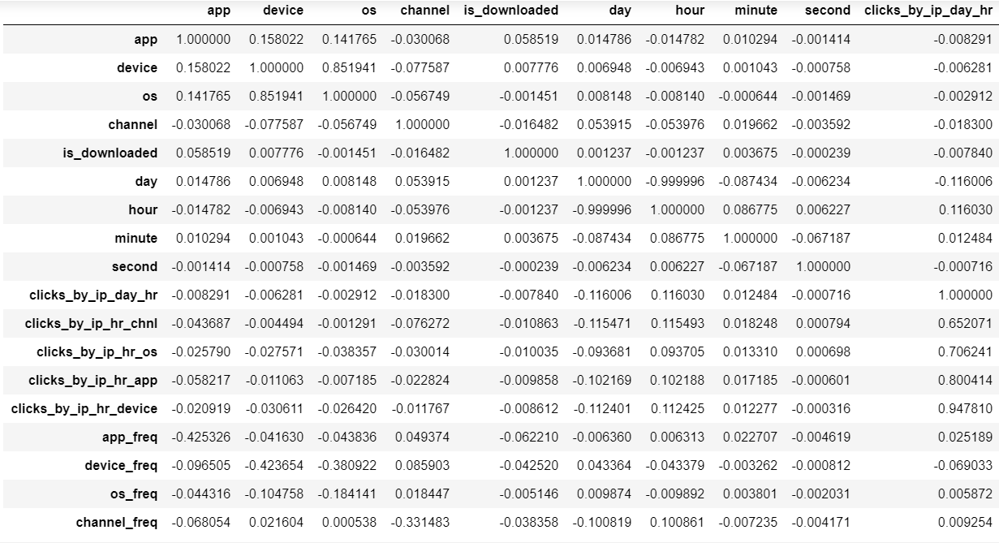 app device os channel is_downloaded day hour minute second clicks_by_ip_day_hr
app 1.000000 0.158022 0.141765 -0.030068 0.058519 0.014786 -0.014782 0.010294 -0.001414 -0.008291
device 0.158022 1.000000 0.851941 -0.077587 0.007776 0.006948 -0.006943 0.001043 -0.000758 -0.006281
os 0.141765 0.851941 1.000000 -0.056749 -0.001451 0.008148 -0.008140 -0.000644 -0.001469 -0.002912
channel -0.030068 -0.077587 -0.056749 1.000000 -0.016482 0.053915 -0.053976 0.019662 -0.003592 -0.018300
is_downloaded 0.058519 0.007776 -0.001451 -0.016482 1.000000 0.001237 -0.001237 0.003675 -0.000239 -0.007840
day 0.014786 0.006948 0.008148 0.053915 0.001237 1.000000 -0.999996 -0.087434 -0.006234 -0.116006
hour -0.014782 -0.006943 -0.008140 -0.053976 -0.001237 -0.999996 1.000000 0.086775 0.006227 0.116030
minute 0.010294 0.001043 -0.000644 0.019662 0.003675 -0.087434 0.086775 1.000000 -0.067187 0.012484
second -0.001414 -0.000758 -0.001469 -0.003592 -0.000239 -0.006234 0.006227 -0.067187 1.000000 -0.000716
clicks_by_ip_day_hr -0.008291 -0.006281 -0.002912 -0.018300 -0.007840 -0.116006 0.116030 0.012484 -0.000716 1.000000
clicks_by_ip_hr_chnl -0.043687 -0.004494 -0.001291 -0.076272 -0.010863 -0.115471 0.115493 0.018248 0.000794 0.652071
clicks_by_ip_hr_os -0.025790 -0.027571 -0.038357 -0.030014 -0.010035 -0.093681 0.093705 0.013310 0.000698 0.706241
clicks_by_ip_hr_app -0.058217 -0.011063 -0.007185 -0.022824 -0.009858 -0.102169 0.102188 0.017185 -0.000601 0.800414
clicks_by_ip_hr_device -0.020919 -0.030611 -0.026420 -0.011767 -0.008612 -0.112401 0.112425 0.012277 -0.000316 0.947810
app_freq -0.425326 -0.041630 -0.043836 0.049374 -0.062210 -0.006360 0.006313 0.022707 -0.004619 0.025189
device_freq -0.096505 -0.423654 -0.380922 0.085903 -0.042520 0.043364 -0.043379 -0.003262 -0.000812 -0.069033
os_freq -0.044316 -0.104758 -0.184141 0.018447 -0.005146 0.009874 -0.009892 0.003801 -0.002031 0.005872
channel_freq -0.068054 0.021604 0.000538 -0.331483 -0.038358 -0.100819 0.100861 -0.007235 -0.004171 0.009254